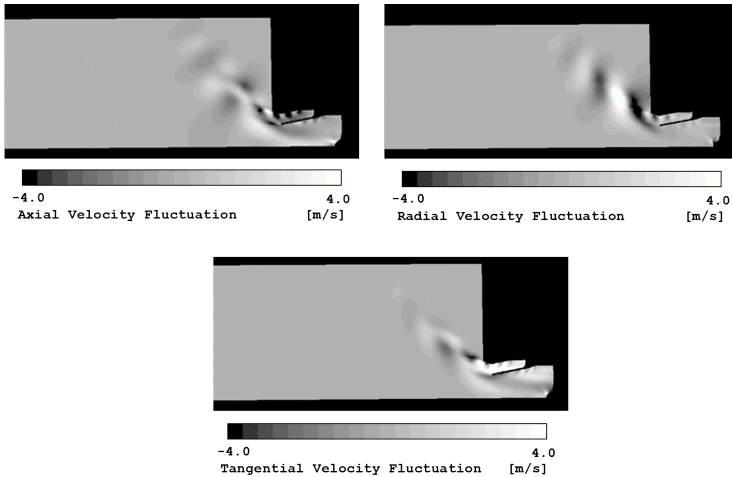 -4.0 4.0
Axial Velocity Fluctuation [m/s]
-4.0 4.0
Radial Velocity Fluctuation [m/s]
-4.0 4.0
Tangential Velocity Fluctuation [m/s]